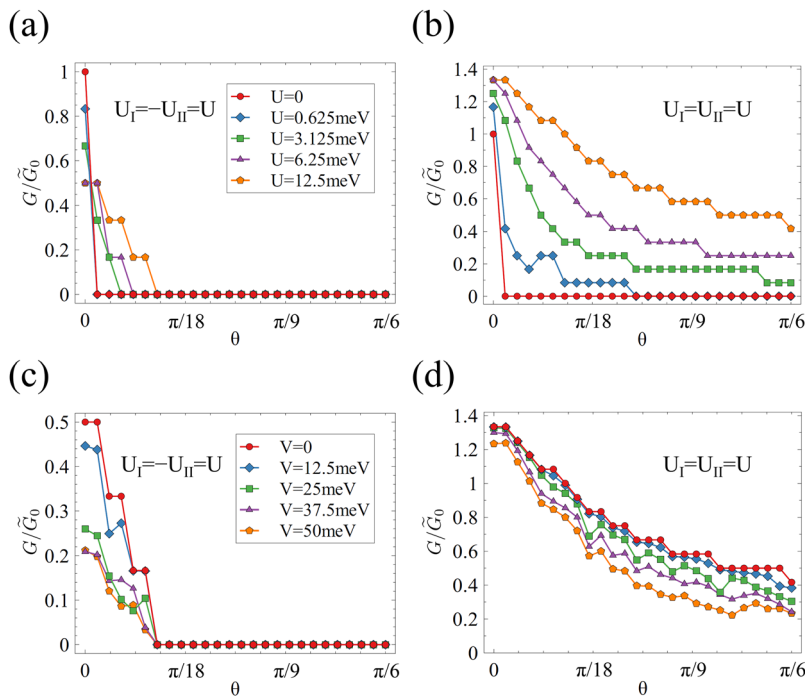 (a)
G/G̃₀
1
0.8
0.6
0.4
0.2
0
U_I=−U_II=U
U=0
U=0.625meV
U=3.125meV
U=6.25meV
U=12.5meV
0
π/18
π/9
π/6
θ
(b)
G/G̃₀
1.4
1.2
1
0.8
0.6
0.4
0.2
0
U_I=U_II=U
0
π/18
π/9
π/6
θ
(c)
G/G̃₀
0.5
0.4
0.3
0.2
0.1
0
U_I=−U_II=U
V=0
V=12.5meV
V=25meV
V=37.5meV
V=50meV
0
π/18
π/9
π/6
θ
(d)
G/G̃₀
1.4
1.2
1
0.8
0.6
0.4
0.2
0
U_I=U_II=U
0
π/18
π/9
π/6
θ